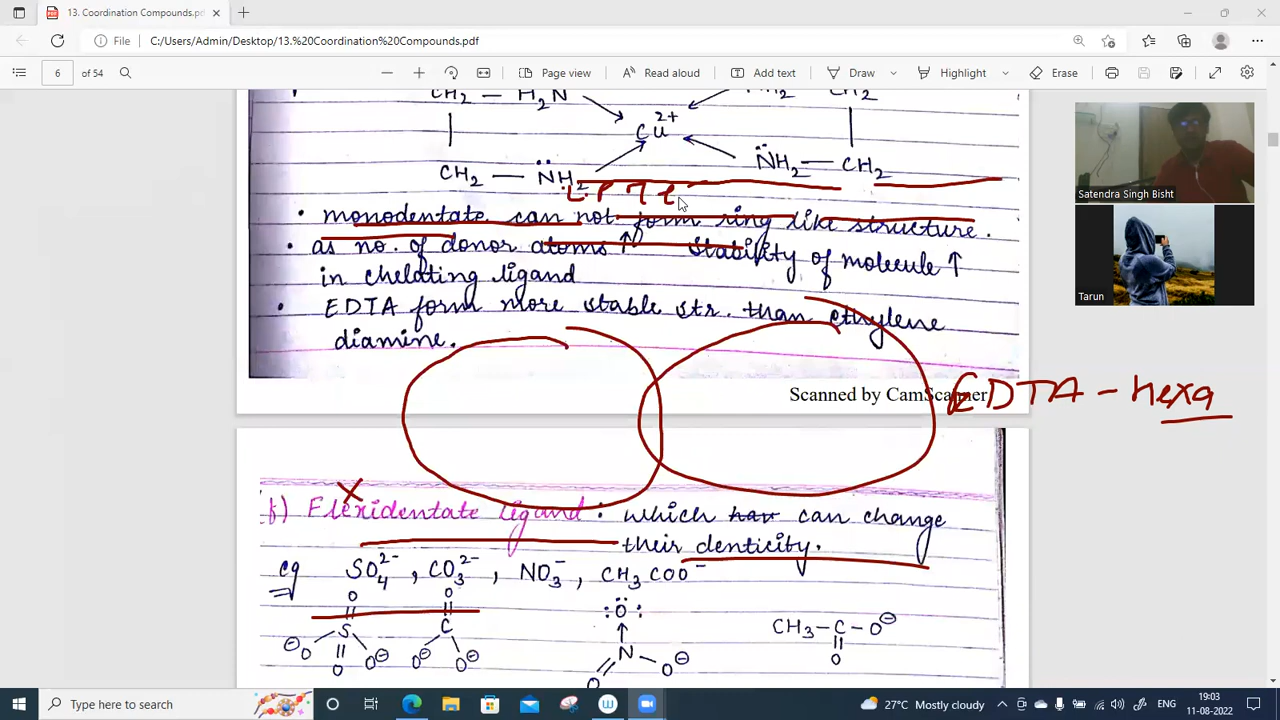 13. Coordination Compounds.pd
File
C:/Users/Admin/Desktop/13.%20Coordination%20Compounds.pdf
6 of 54
Page view
Read aloud
Add text
Draw
Highlight
Erase
CH2 — H2N
CH2
Cu2+
CH2 — NH2
NH2 — CH2
• monodentate can not form ring like structure.
• as no. of donor atoms ↑ stability of molecule ↑
in chelating ligand
• EDTA form more stable str. than ethylene
diamine.
Scanned by CamScanner
EDTA - hexa
f) Flexidentate ligand : which hav can change
their denticity.
eg SO4 2-, CO3 2-, NO3 -, CH3COO-
O O :O: CH3—C—O⊖
S C N O
⊖O O O⊖ O⊖ O⊖ O O⊖
Satendra Singh Bisht
Tarun
Type here to search
27°C Mostly cloudy
ENG
19:03
11-08-2022